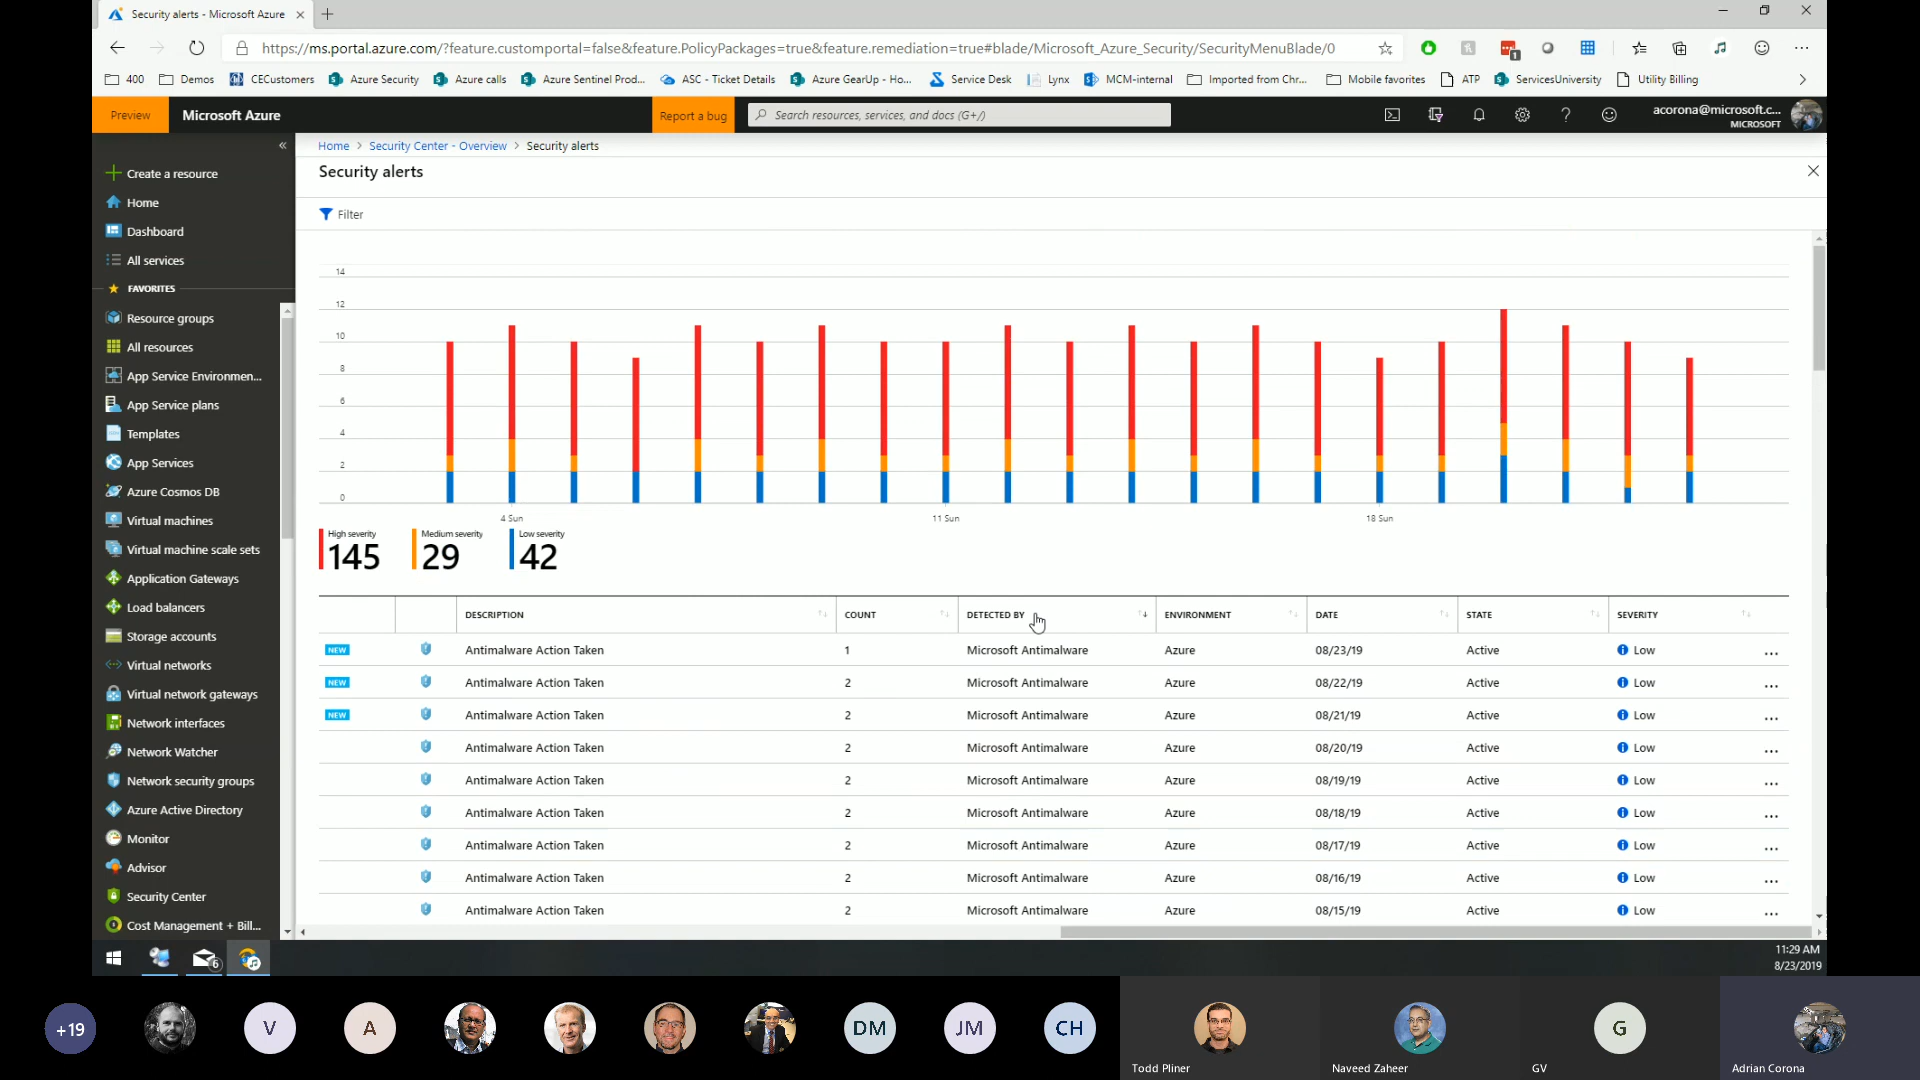 Security alerts - Microsoft Azure
https://ms.portal.azure.com/?feature.customportal=false&feature.PolicyPackages=true&feature.remediation=true#blade/Microsoft_Azure_Security/SecurityMenuBlade/0
1
400 Demos CECustomers Azure Security Azure calls Azure Sentinel Prod... ASC - Ticket Details Azure GearUp - Ho... Service Desk Lynx MCM-internal Imported from Chr... Mobile favorites ATP ServicesUniversity Utility Billing
Preview Microsoft Azure Report a bug Search resources, services, and docs (G+/) acorona@microsoft.c...
MICROSOFT
Home > Security Center - Overview > Security alerts
Security alerts
Filter
Create a resource
Home
Dashboard
All services
FAVORITES
Resource groups
All resources
App Service Environmen...
App Service plans
Templates
App Services
Azure Cosmos DB
Virtual machines
Virtual machine scale sets
Application Gateways
Load balancers
Storage accounts
Virtual networks
Virtual network gateways
Network interfaces
Network Watcher
Network security groups
Azure Active Directory
Monitor
Advisor
Security Center
Cost Management + Bill...
14
12
10
8
6
4
2
0
4 Sun 11 Sun 18 Sun
High severity Medium severity Low severity
145 29 42
DESCRIPTION COUNT DETECTED BY ENVIRONMENT DATE STATE SEVERITY
NEW Antimalware Action Taken 1 Microsoft Antimalware Azure 08/23/19 Active Low ...
NEW Antimalware Action Taken 2 Microsoft Antimalware Azure 08/22/19 Active Low ...
NEW Antimalware Action Taken 2 Microsoft Antimalware Azure 08/21/19 Active Low ...
Antimalware Action Taken 2 Microsoft Antimalware Azure 08/20/19 Active Low ...
Antimalware Action Taken 2 Microsoft Antimalware Azure 08/19/19 Active Low ...
Antimalware Action Taken 2 Microsoft Antimalware Azure 08/18/19 Active Low ...
Antimalware Action Taken 2 Microsoft Antimalware Azure 08/17/19 Active Low ...
Antimalware Action Taken 2 Microsoft Antimalware Azure 08/16/19 Active Low ...
Antimalware Action Taken 2 Microsoft Antimalware Azure 08/15/19 Active Low ...
6
11:29 AM
8/23/2019
+19 V A DM JM CH G
Todd Pliner Naveed Zaheer GV Adrian Corona